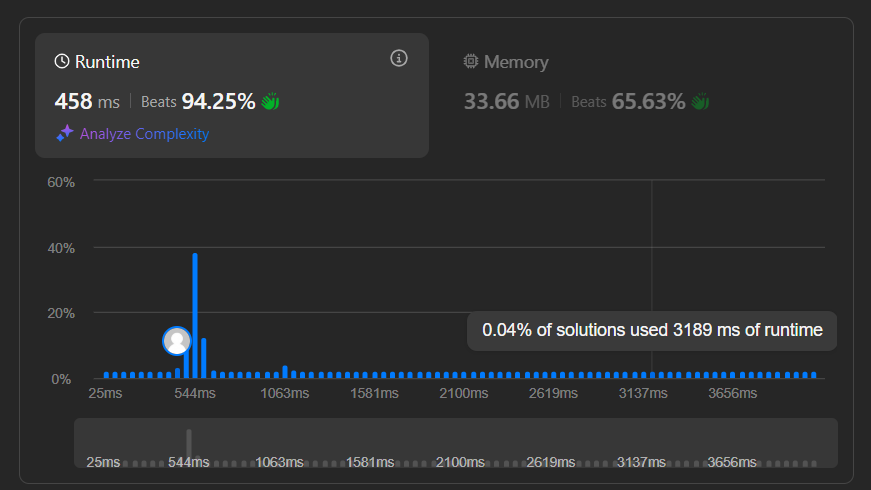 Runtime
458 ms Beats 94.25%
Analyze Complexity
Memory
33.66 MB Beats 65.63%
60%
40%
20%
0%
0.04% of solutions used 3189 ms of runtime
25ms 544ms 1063ms 1581ms 2100ms 2619ms 3137ms 3656ms
25ms 544ms 1063ms 1581ms 2100ms 2619ms 3137ms 3656ms